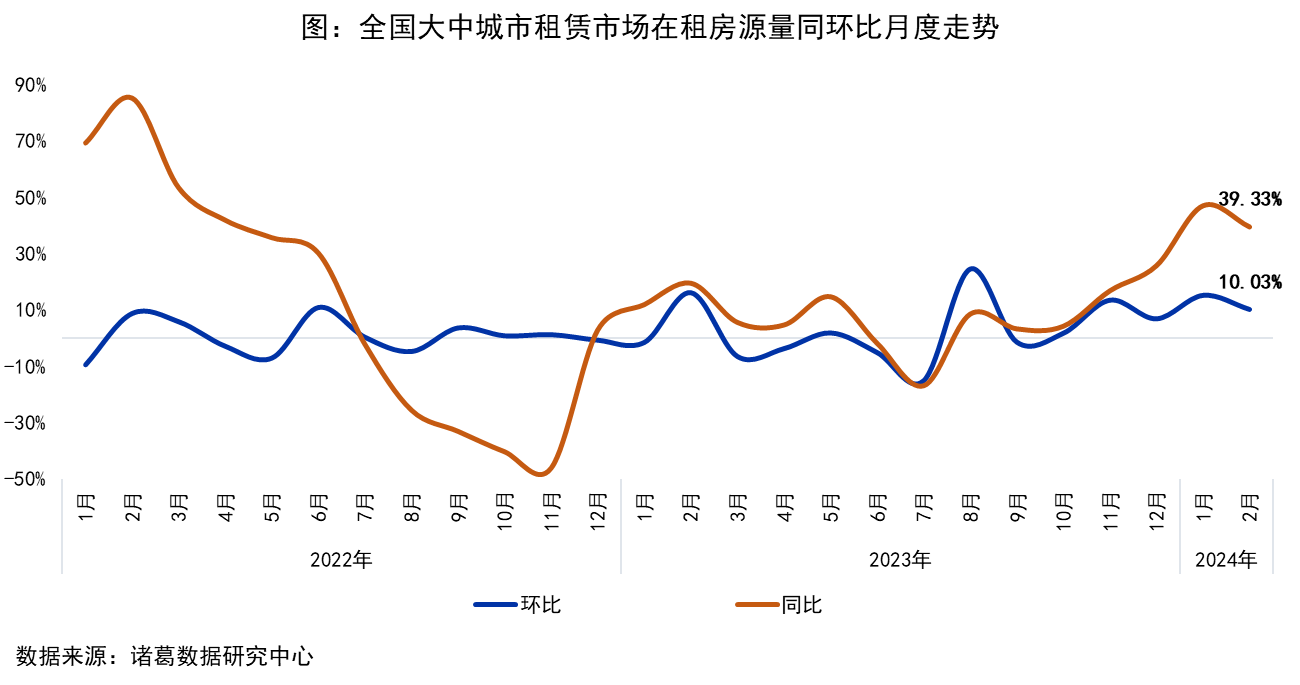 图：全国大中城市租赁市场在租房源量同环比月度走势
90%
70%
50%
30%
10%
-10%
-30%
-50%
39.33%
10.03%
1月 2月 3月 4月 5月 6月 7月 8月 9月 10月 11月 12月 1月 2月 3月 4月 5月 6月 7月 8月 9月 10月 11月 12月 1月 2月
2022年 2023年 2024年
环比 同比
数据来源：诸葛数据研究中心